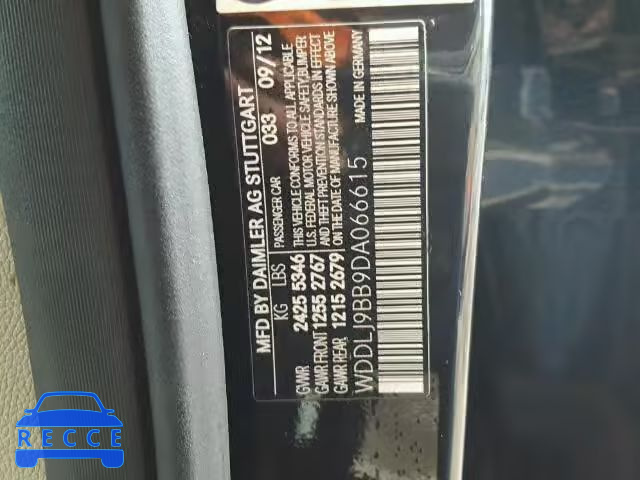 MFD BY DAIMLER AG STUTTGART
033 09/12
KG LBS PASSENGER CAR
GVWR 2425 5346
GAWR FRONT 1255 2767
GAWR REAR 1215 2679
THIS VEHICLE CONFORMS TO ALL APPLICABLE
U.S. FEDERAL MOTOR VEHICLE SAFETY,BUMPER
AND THEFT PREVENTION STANDARDS IN EFFECT
ON THE DATE OF MANUFACTURE SHOWN ABOVE
WDDLJ9BB9DA066615 MADE IN GERMANY
RECCE